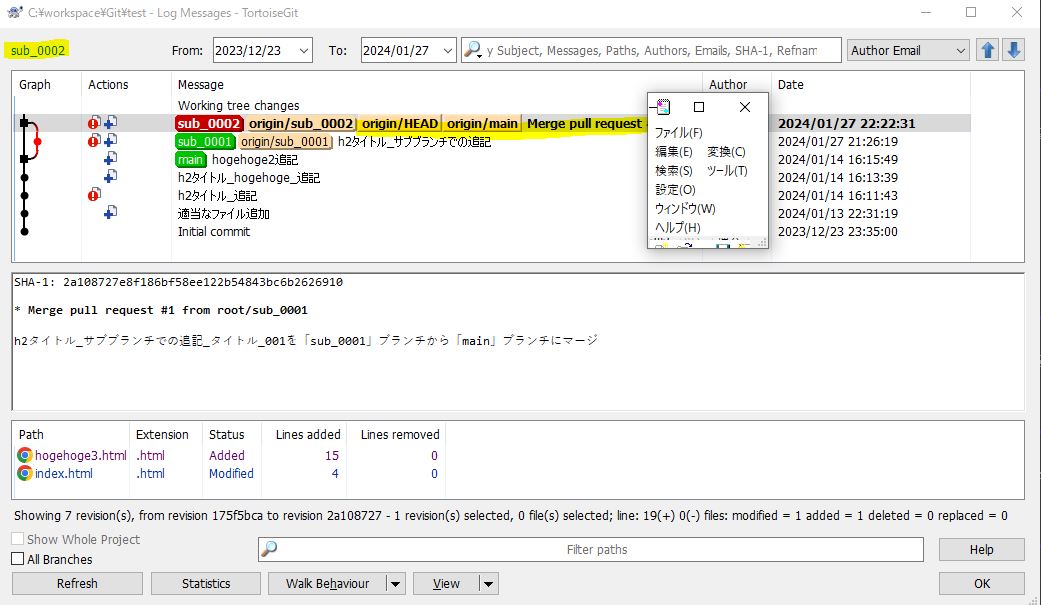 C:¥workspace¥Git¥test - Log Messages - TortoiseGit
sub_0002 From: 2023/12/23 To: 2024/01/27 y Subject, Messages, Paths, Authors, Emails, SHA-1, Refnam Author Email
Graph Actions Message Author Date
Working tree changes
sub_0002 origin/sub_0002 origin/HEAD origin/main Merge pull request 2024/01/27 22:22:31
sub_0001 origin/sub_0001 h2タイトル_サブブランチでの追記 2024/01/27 21:26:19
main hogehoge2追記 2024/01/14 16:15:49
h2タイトル_hogehoge_追記 2024/01/14 16:13:39
h2タイトル_追記 2024/01/14 16:11:43
適当なファイル追加 2024/01/13 22:31:19
Initial commit 2023/12/23 23:35:00
ファイル(F)
編集(E) 変換(C)
検索(S) ツール(T)
設定(O)
ウィンドウ(W)
ヘルプ(H)
SHA-1: 2a108727e8f186bf58ee122b54843bc6b2626910
* Merge pull request #1 from root/sub_0001
h2タイトル_サブブランチでの追記_タイトル_001を「sub_0001」ブランチから「main」ブランチにマージ
Path Extension Status Lines added Lines removed
hogehoge3.html .html Added 15 0
index.html .html Modified 4 0
Showing 7 revision(s), from revision 175f5bca to revision 2a108727 - 1 revision(s) selected, 0 file(s) selected; line: 19(+) 0(-) files: modified = 1 added = 1 deleted = 0 replaced = 0
Show Whole Project
All Branches Filter paths Help
Refresh Statistics Walk Behaviour View OK